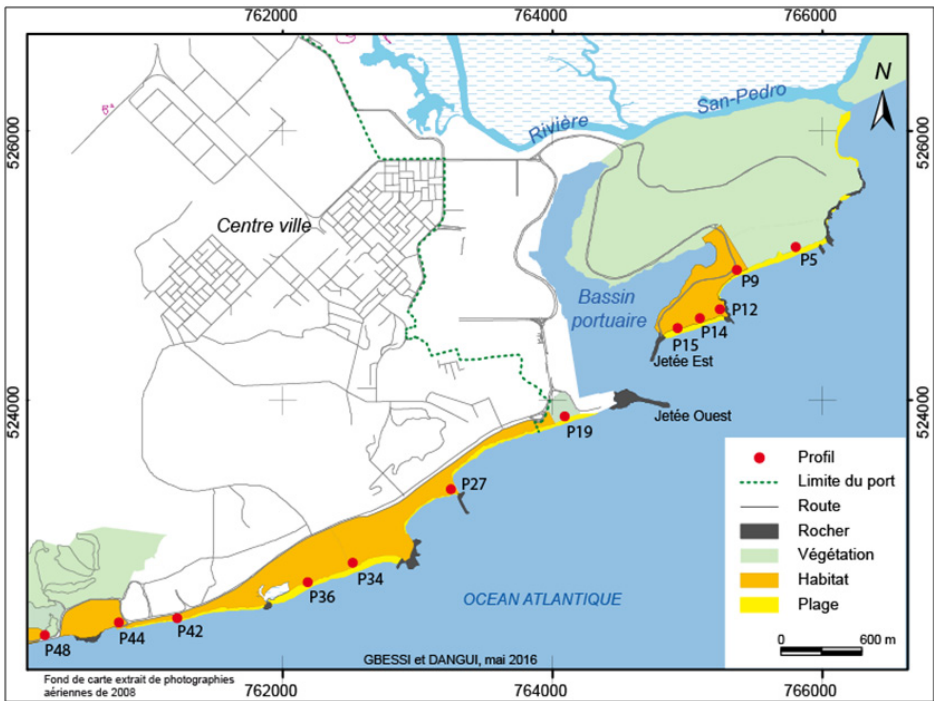 762000
764000
766000
N
San-Pedro
Rivière
526000
526000
Centre ville
P5
P9
Bassin
portuaire
P12
P14
P15
Jetée Est
524000
524000
Jetée Ouest
P19
P27
P34
P36
OCEAN ATLANTIQUE
P42
P44
P48
Profil
Limite du port
Route
Rocher
Végétation
Habitat
Plage
0
600 m
GBESSI et DANGUI, mai 2016
Fond de carte extrait de photographies
aériennes de 2008
762000
764000
766000